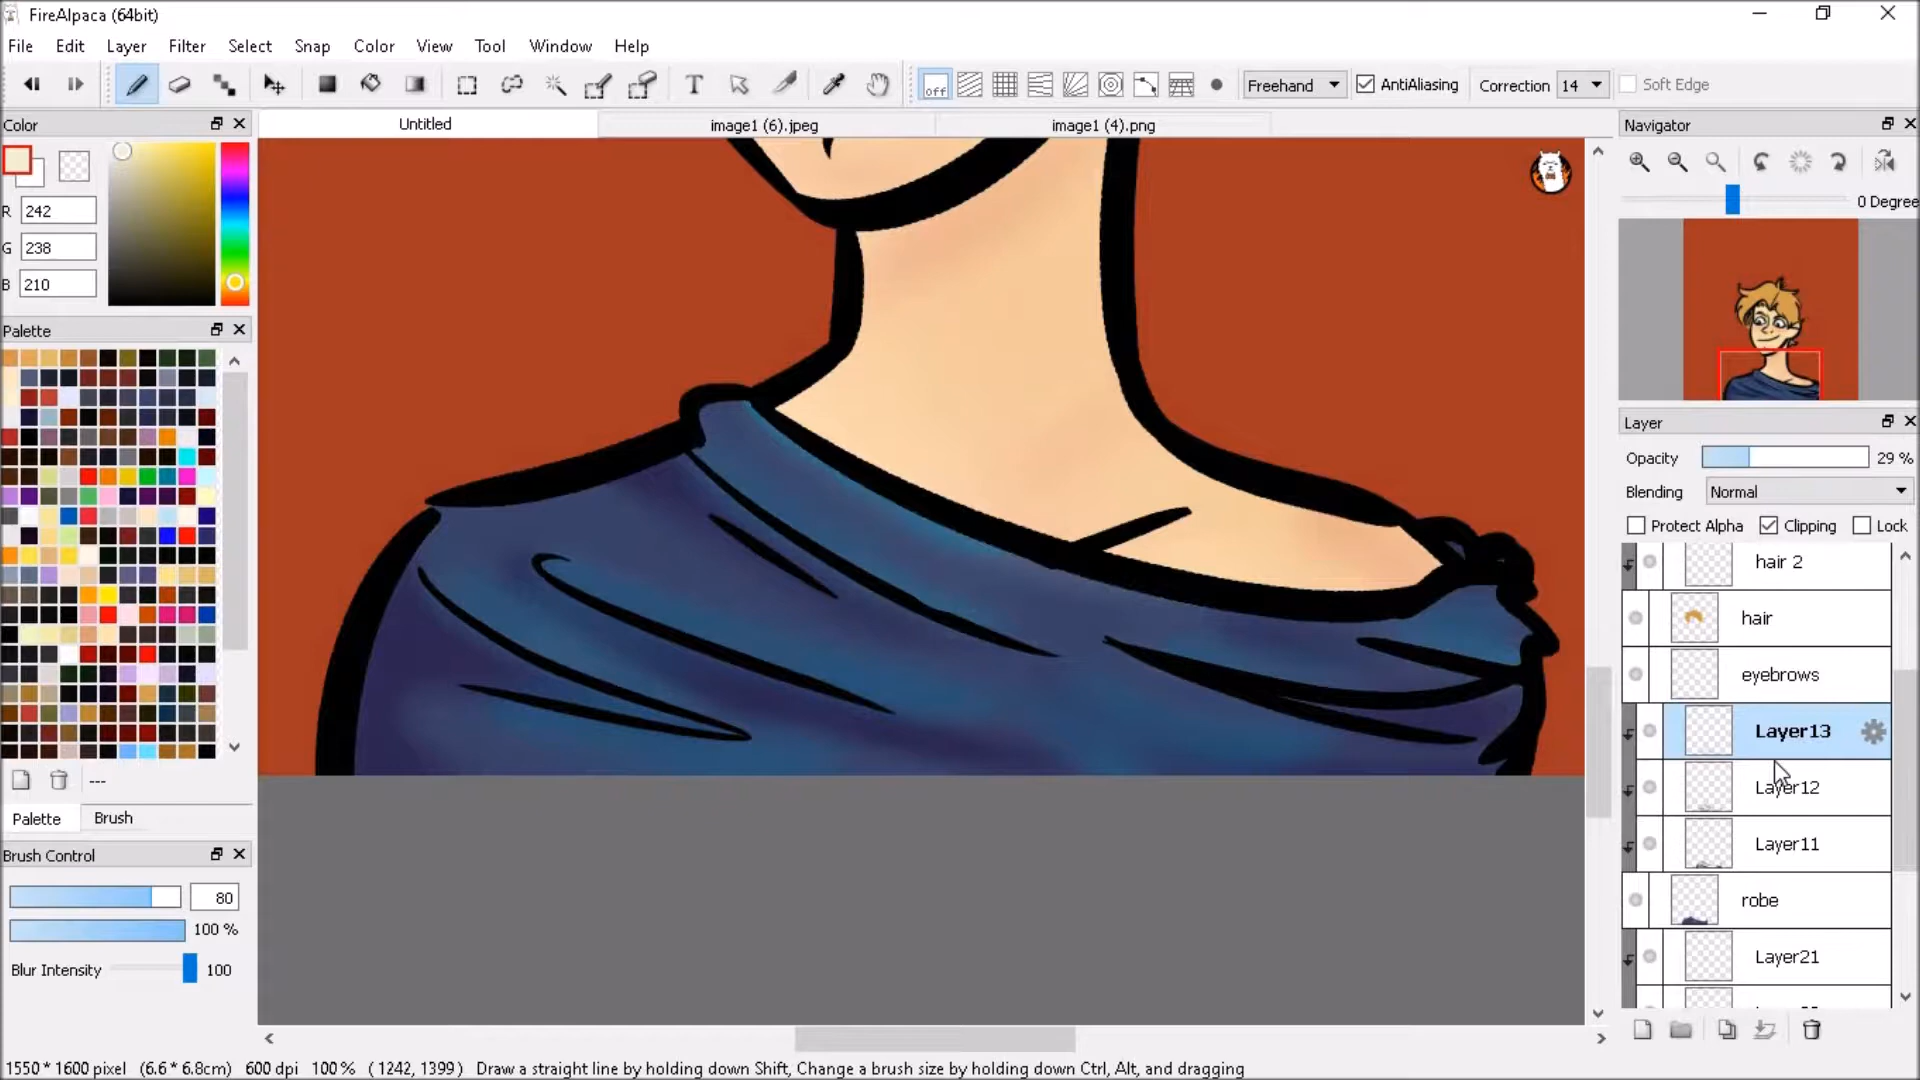 FireAlpaca (64bit)
File Edit Layer Filter Select Snap Color View Tool Window Help
off Freehand AntiAliasing Correction 14 Soft Edge
Color
Untitled image1 (6).jpeg image1 (4).png
Navigator
R 242
G 238
B 210
0 Degree
Palette
Layer
Opacity 29 %
Blending Normal
Protect Alpha Clipping Lock
hair 2
hair
eyebrows
Layer13
Layer12
Layer11
robe
Layer21
---
Palette Brush
Brush Control
80
100 %
Blur Intensity 100
1550 * 1600 pixel (6.6 * 6.8cm) 600 dpi 100 % ( 1242, 1399 ) Draw a straight line by holding down Shift, Change a brush size by holding down Ctrl, Alt, and dragging